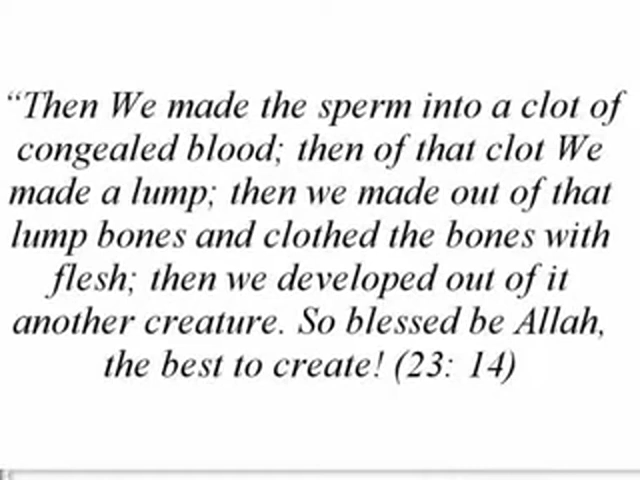 “Then We made the sperm into a clot of
congealed blood; then of that clot We
made a lump; then we made out of that
lump bones and clothed the bones with
flesh; then we developed out of it
another creature. So blessed be Allah,
the best to create! (23: 14)